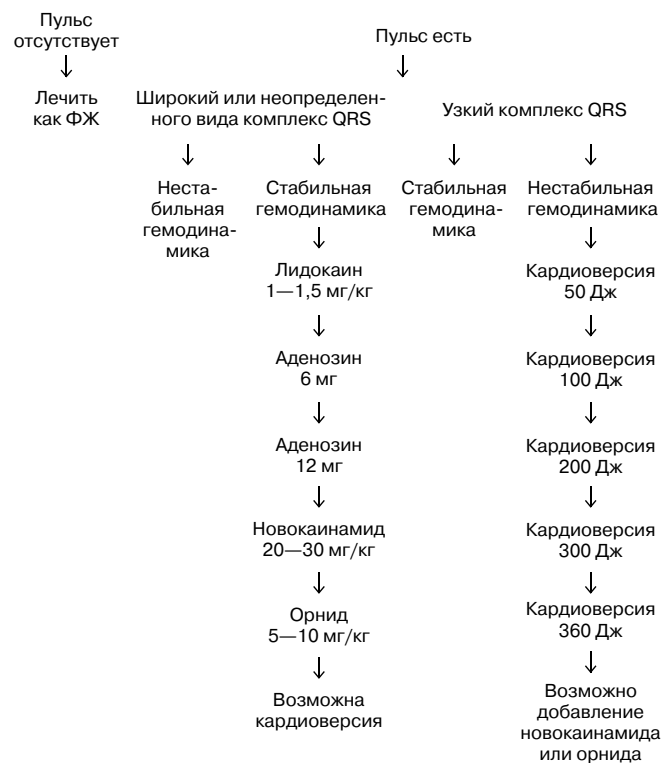 Пульс
отсутствует
Пульс есть
Лечить
как ФЖ
Широкий или неопределен-
ного вида комплекс QRS
Узкий комплекс QRS
Неста-
бильная
гемодина-
мика
Стабильная
гемодинамика
Стабильная
гемодина-
мика
Нестабильная
гемодинамика
Лидокаин
1—1,5 мг/кг
Кардиоверсия
50 Дж
Аденозин
6 мг
Кардиоверсия
100 Дж
Аденозин
12 мг
Кардиоверсия
200 Дж
Новокаинамид
20—30 мг/кг
Кардиоверсия
300 Дж
Орнид
5—10 мг/кг
Кардиоверсия
360 Дж
Возможна
кардиоверсия
Возможно
добавление
новокаинамида
или орнида